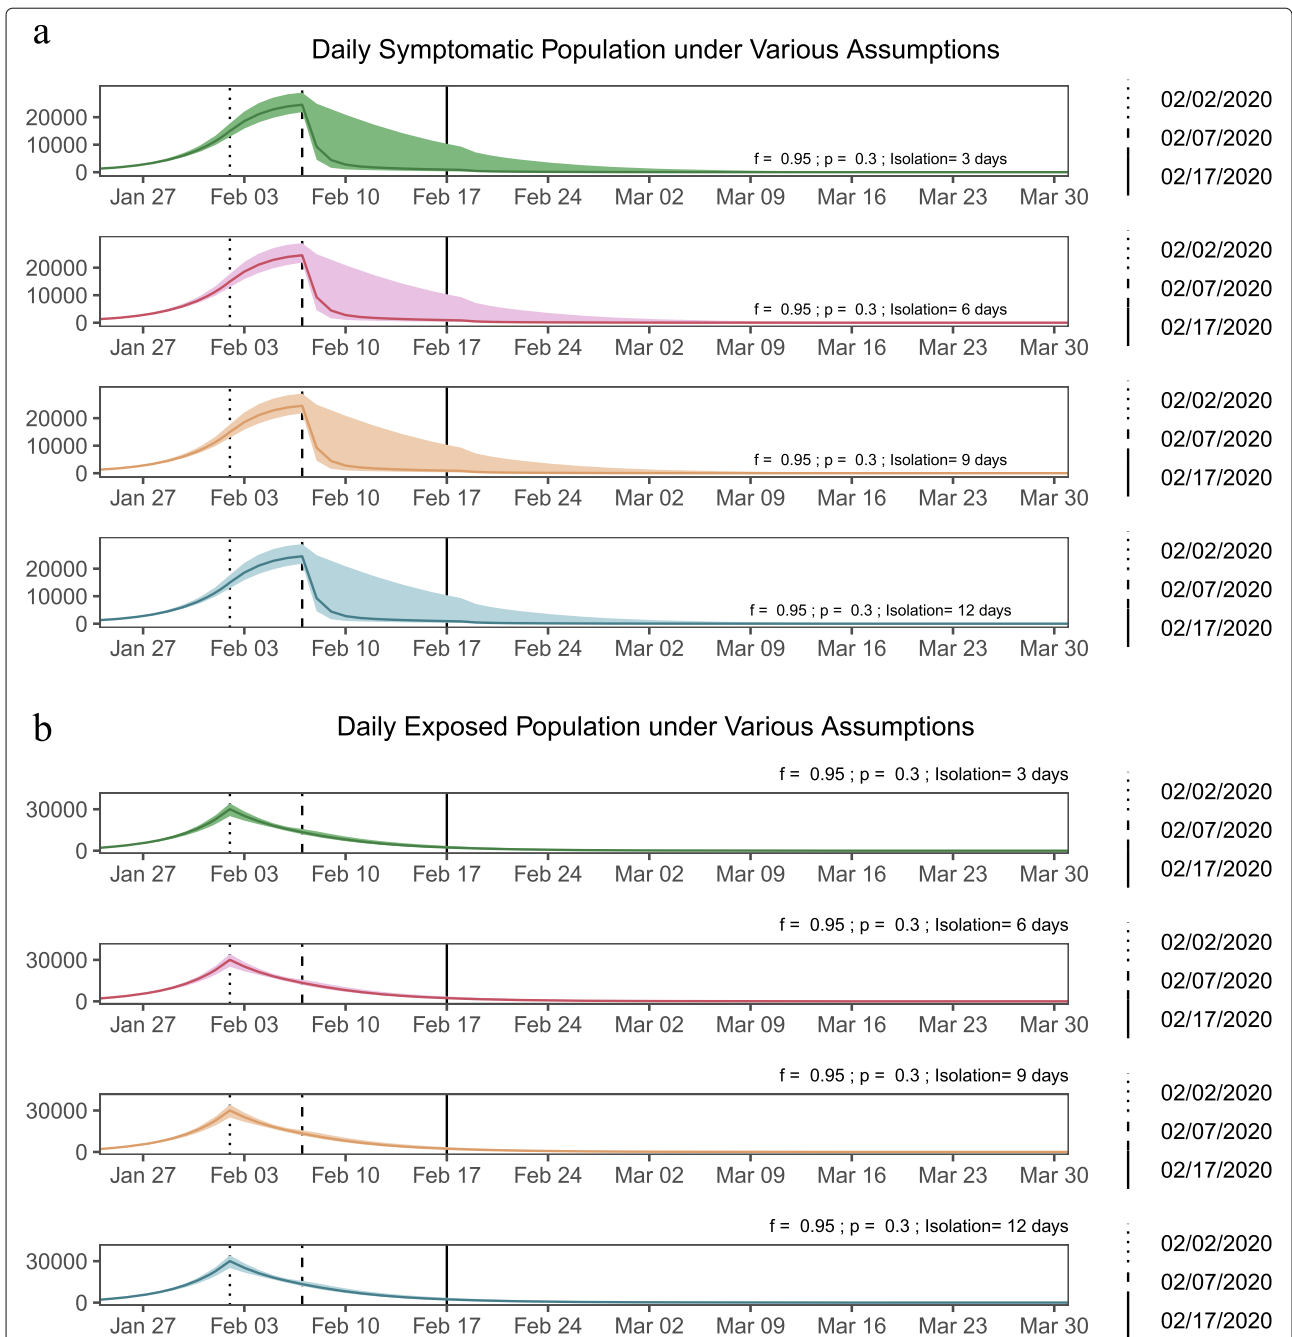 a
Daily Symptomatic Population under Various Assumptions
20000
10000
0
f = 0.95 ; p = 0.3 ; Isolation= 3 days
Jan 27 Feb 03 Feb 10 Feb 17 Feb 24 Mar 02 Mar 09 Mar 16 Mar 23 Mar 30
02/02/2020
02/07/2020
02/17/2020
20000
10000
0
f = 0.95 ; p = 0.3 ; Isolation= 6 days
Jan 27 Feb 03 Feb 10 Feb 17 Feb 24 Mar 02 Mar 09 Mar 16 Mar 23 Mar 30
02/02/2020
02/07/2020
02/17/2020
20000
10000
0
f = 0.95 ; p = 0.3 ; Isolation= 9 days
Jan 27 Feb 03 Feb 10 Feb 17 Feb 24 Mar 02 Mar 09 Mar 16 Mar 23 Mar 30
02/02/2020
02/07/2020
02/17/2020
20000
10000
0
f = 0.95 ; p = 0.3 ; Isolation= 12 days
Jan 27 Feb 03 Feb 10 Feb 17 Feb 24 Mar 02 Mar 09 Mar 16 Mar 23 Mar 30
02/02/2020
02/07/2020
02/17/2020
b
Daily Exposed Population under Various Assumptions
f = 0.95 ; p = 0.3 ; Isolation= 3 days
30000
0
Jan 27 Feb 03 Feb 10 Feb 17 Feb 24 Mar 02 Mar 09 Mar 16 Mar 23 Mar 30
02/02/2020
02/07/2020
02/17/2020
f = 0.95 ; p = 0.3 ; Isolation= 6 days
30000
0
Jan 27 Feb 03 Feb 10 Feb 17 Feb 24 Mar 02 Mar 09 Mar 16 Mar 23 Mar 30
02/02/2020
02/07/2020
02/17/2020
f = 0.95 ; p = 0.3 ; Isolation= 9 days
30000
0
Jan 27 Feb 03 Feb 10 Feb 17 Feb 24 Mar 02 Mar 09 Mar 16 Mar 23 Mar 30
02/02/2020
02/07/2020
02/17/2020
f = 0.95 ; p = 0.3 ; Isolation= 12 days
30000
0
Jan 27 Feb 03 Feb 10 Feb 17 Feb 24 Mar 02 Mar 09 Mar 16 Mar 23 Mar 30
02/02/2020
02/07/2020
02/17/2020